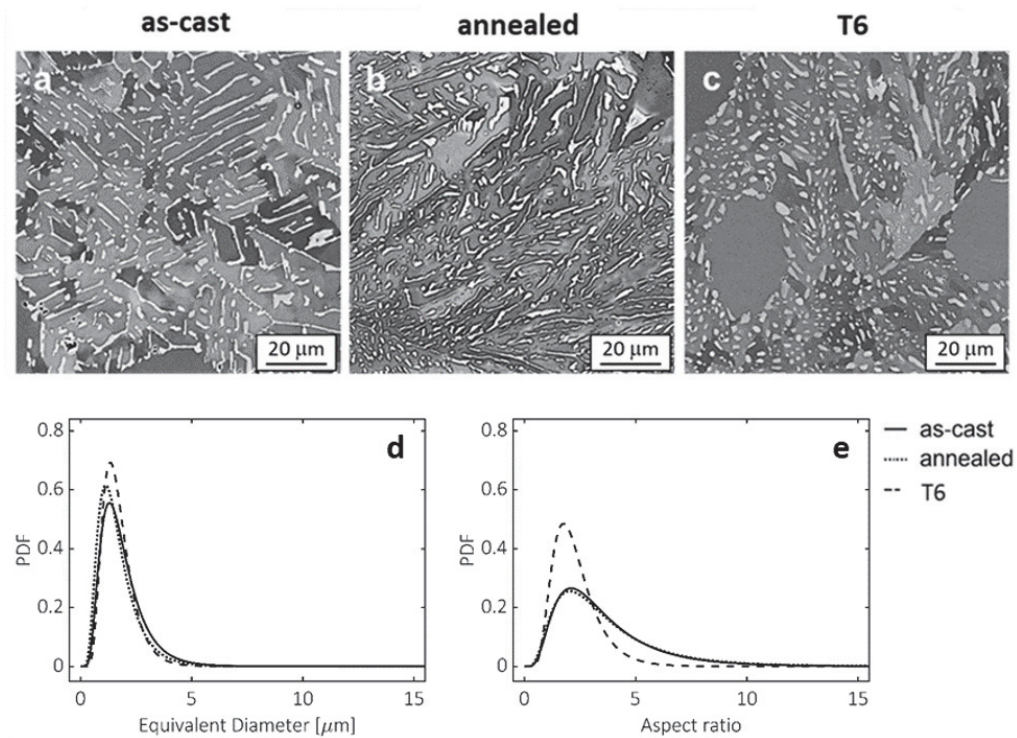 as-cast annealed T6
a b c
20 μm 20 μm 20 μm
d
PDF
0.8
0.6
0.4
0.2
0
0 5 10 15
Equivalent Diameter [μm]
e
PDF
0.8
0.6
0.4
0.2
0
0 5 10 15
Aspect ratio
as-cast
annealed
T6